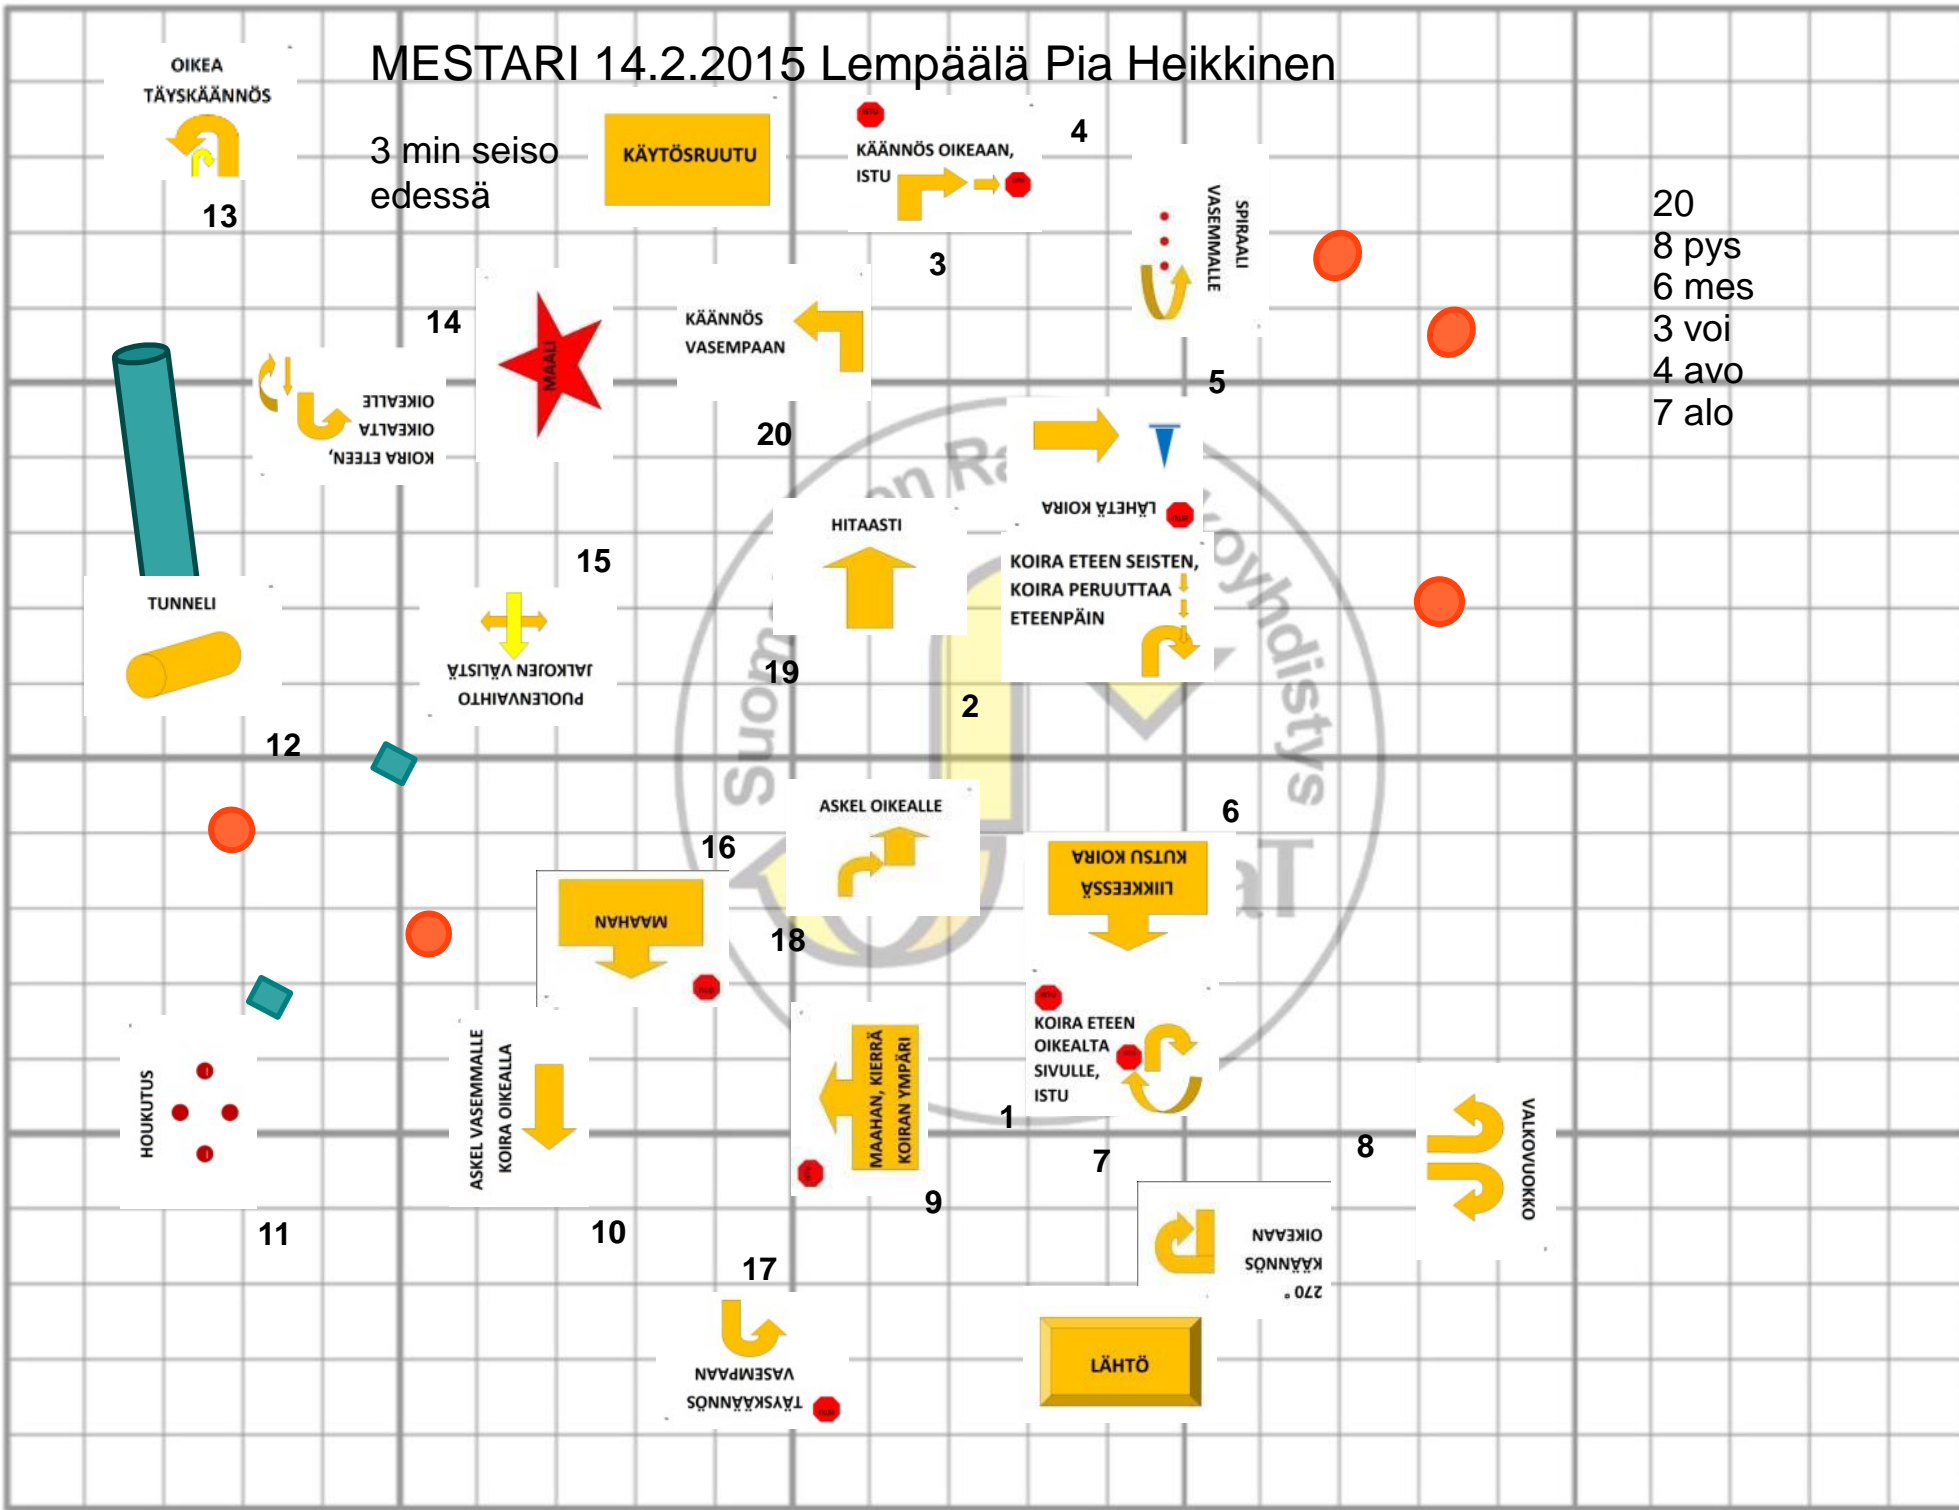 MESTARI 14.2.2015 Lempäälä Pia Heikkinen
OIKEA
TÄYSKÄÄNNÖS
13
3 min seiso
edessä
KÄYTÖSRUUTU
ISTU
KÄÄNNÖS OIKEAAN,
ISTU
3
4
SPIRAALI
VASEMMALLE
5
20
8 pys
6 mes
3 voi
4 avo
7 alo
14
KOIRA ETEEN,
OIKEALTA
OIKEALLE
MAALI
KÄÄNNÖS
VASEMPAAN
20
LÄHETÄ KOIRA
HITAASTI
19
KOIRA ETEEN SEISTEN,
KOIRA PERUUTTAA
ETEENPÄIN
2
TUNNELI
12
15
PUOLENVAIHTO
JALKOJEN VÄLISTÄ
16
MAAHAN
ASKEL OIKEALLE
18
6
KUTSU KOIRA
LIIKKEESSÄ
KOIRA ETEEN
OIKEALTA
SIVULLE,
ISTU
1
7
HOUKUTUS
11
ASKEL VASEMMALLE
KOIRA OIKEALLA
10
MAAHAN, KIERRÄ
KOIRAN YMPÄRI
9
8
VALKOVUOKKO
270°
KÄÄNNÖS
OIKEAAN
17
TÄYSKÄÄNNÖS
VASEMPAAN
LÄHTÖ